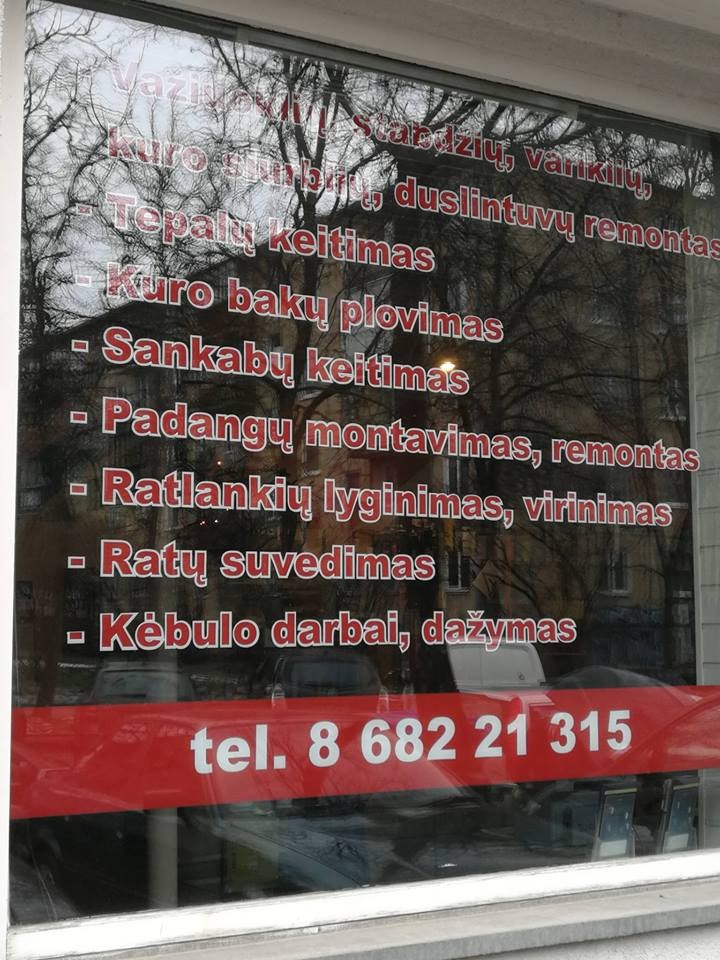 - Važiuoklių, stabdžių, variklių,
kuro siurblių, duslintuvų remontas
- Tepalų keitimas
- Kuro bakų plovimas
- Sankabų keitimas
- Padangų montavimas, remontas
- Ratlankių lyginimas, virinimas
- Ratų suvedimas
- Kėbulo darbai, dažymas
tel. 8 682 21 315